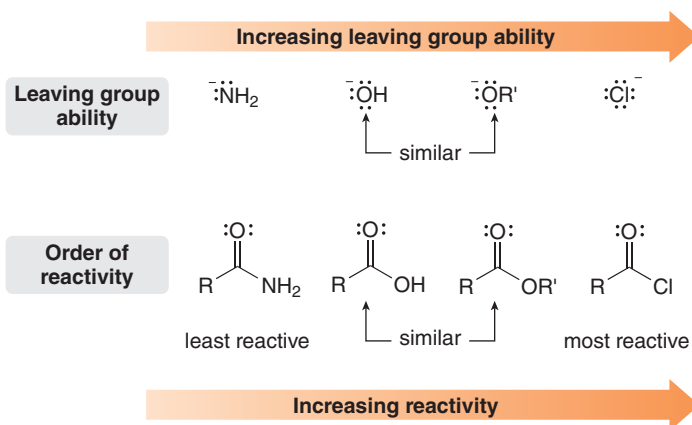 Increasing leaving group ability
Leaving group
ability
⁻:N̈H₂
⁻:ÖH
⁻:ÖR'
:Cl:⁻
similar
Order of
reactivity
:O:
R
NH₂
:O:
R
OH
:O:
R
OR'
:O:
R
Cl
least reactive
similar
most reactive
Increasing reactivity